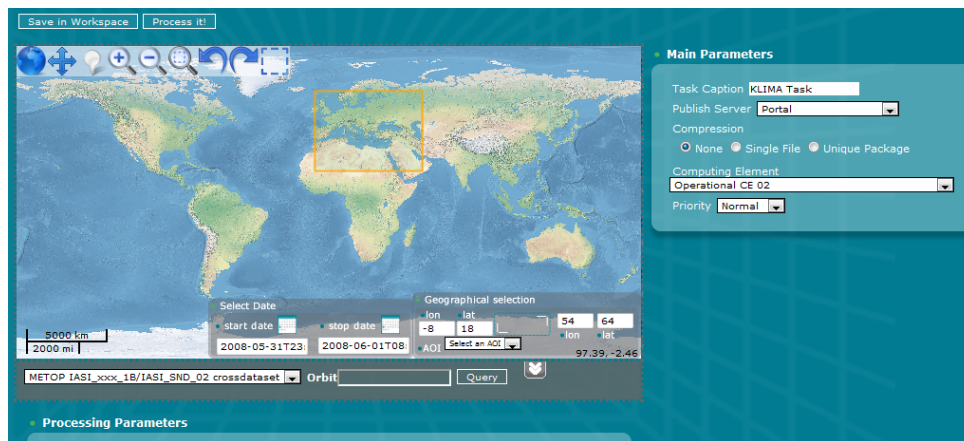 Save in Workspace Process it!
Main Parameters
Task Caption KLIMA Task
Publish Server Portal
Compression
None Single File Unique Package
Computing Element
Operational CE 02
Priority Normal
Select Date
start date stop date
2008-05-31T23: 2008-06-01T08:
Geographical selection
lon lat
-8 18
54 64
lon lat
AOI Select an AOI
97.39, -2.46
5000 km
2000 mi
METOP IASI_xxx_1B/IASI_SND_02 crossdataset Orbit Query
Processing Parameters